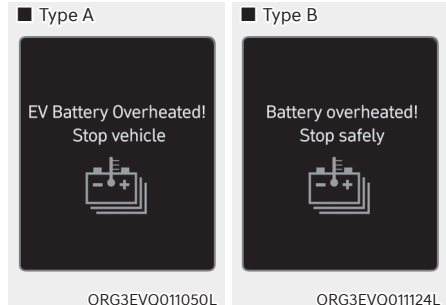 ■ Type A
EV Battery Overheated!
Stop vehicle
ORG3EVQ011050L
■ Type B
Battery overheated!
Stop safely
ORG3EVQ011124L